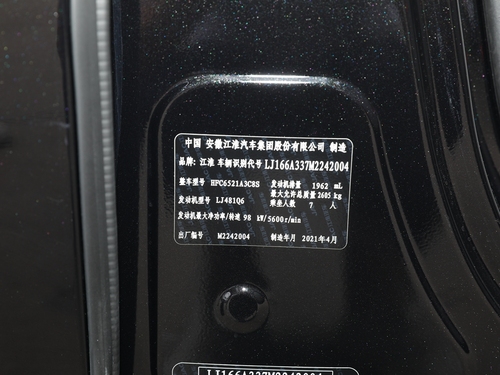 中国 安徽江淮汽车集团股份有限公司 制造
品牌: 江淮 车辆识别代号 LJ166A337M2242004
整车型号 HFC6521A3C8S 发动机排量 1962 mL
最大允许总质量 2605 kg
发动机型号 LJ481Q6 乘坐人数 7
发动机最大净功率/转速 98 kW/5600r/min
出厂编号 M2242004 制造年月 2021年4月
LJ166A337M2242004